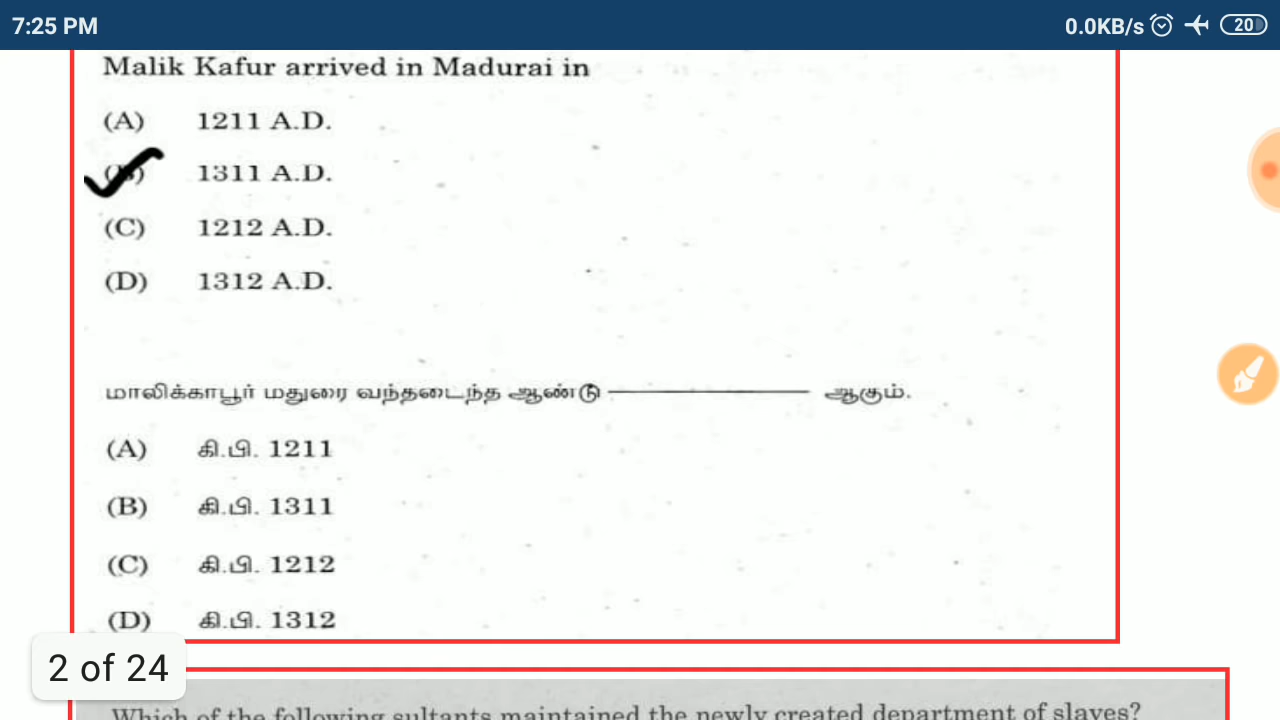 7:25 PM 0.0KB/s 20
Malik Kafur arrived in Madurai in
(A) 1211 A.D.
(B) 1311 A.D.
(C) 1212 A.D.
(D) 1312 A.D.
மாலிக்காபூர் மதுரை வந்தடைந்த ஆண்டு ———— ஆகும்.
(A) கி.பி. 1211
(B) கி.பி. 1311
(C) கி.பி. 1212
(D) கி.பி. 1312
2 of 24
Which of the following sultants maintained the newly created department of slaves?